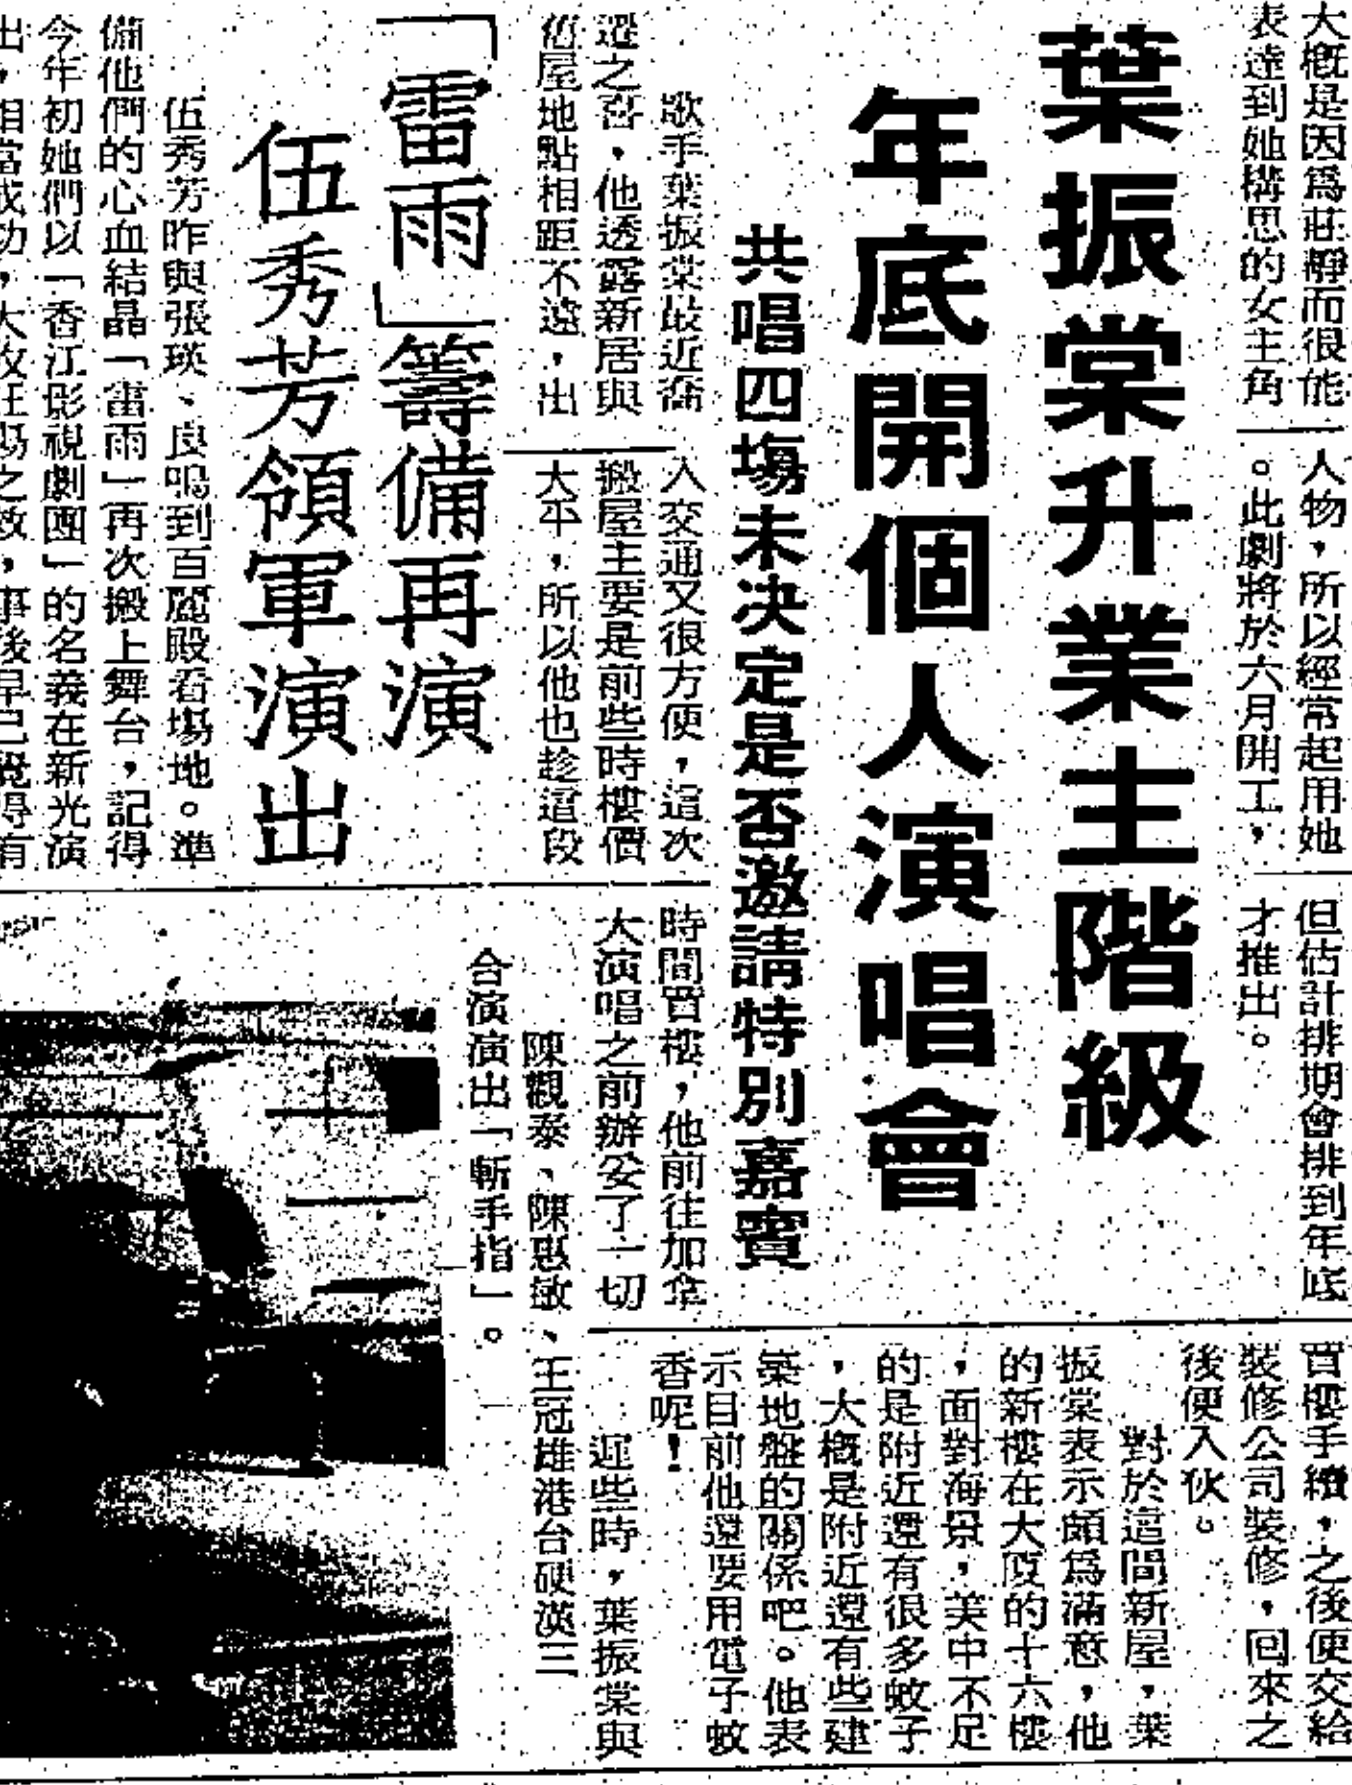 葉振棠升業主階級
年底開個人演唱會
共唱四場未決定是否邀請特別嘉賓
歌手葉振棠最近喬
遷之喜，他透露新居與
舊屋地點相距不遠，出
入交通又很方便，這次
搬屋主要是前些時樓價
大平，所以他也趁這段
時間買樓，他前往加拿
大演唱之前辦妥了一切
買樓手續，之後便交給
裝修公司裝修，回來之
後便入伙。
對於這間新屋，葉
振棠表示頗為滿意，他
的新樓在大廈的十六樓
，面對海景，美中不足
的是附近還有很多蚊子
，大概是附近還有些建
築地盤的關係吧。他表
示目前他還要用電子蚊
香呢！
近些時，葉振棠與
大概是因爲莊靜而很能
表達到她構思的女主角
人物，所以經常起用她
。此劇將於六月開工，
但估計排期會排到年底
才推出。
「雷雨」籌備再演
伍秀芳領軍演出
伍秀芳昨與張瑛、良鳴到百麗殿看場地。準
備他們的心血結晶「雷雨」再次搬上舞台，記得
今年初她們以「香江影視劇團」的名義在新光演
出，相當成功，大收旺場之效，事後早已覺得有
陳觀泰、陳惠敏、王冠雄港台硬漢三
合演演出「斬手指」。